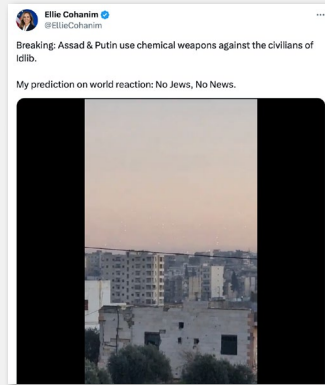 Ellie Cohanim
@EllieCohanim
Breaking: Assad & Putin use chemical weapons against the civilians of
Idlib.
My prediction on world reaction: No Jews, No News.